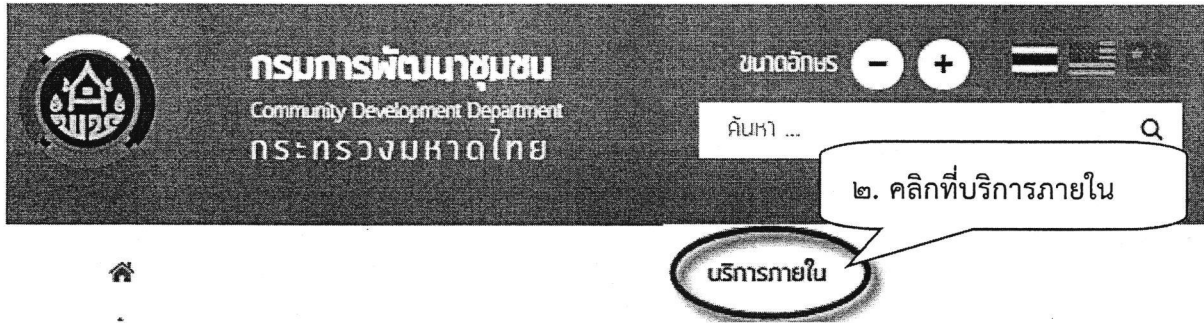 กรมการพัฒนาชุมชน
Community Development Department
กระทรวงมหาดไทย
ขนาดอักษร - +
ค้นหา ...
๒. คลิกที่บริการภายใน
บริการภายใน